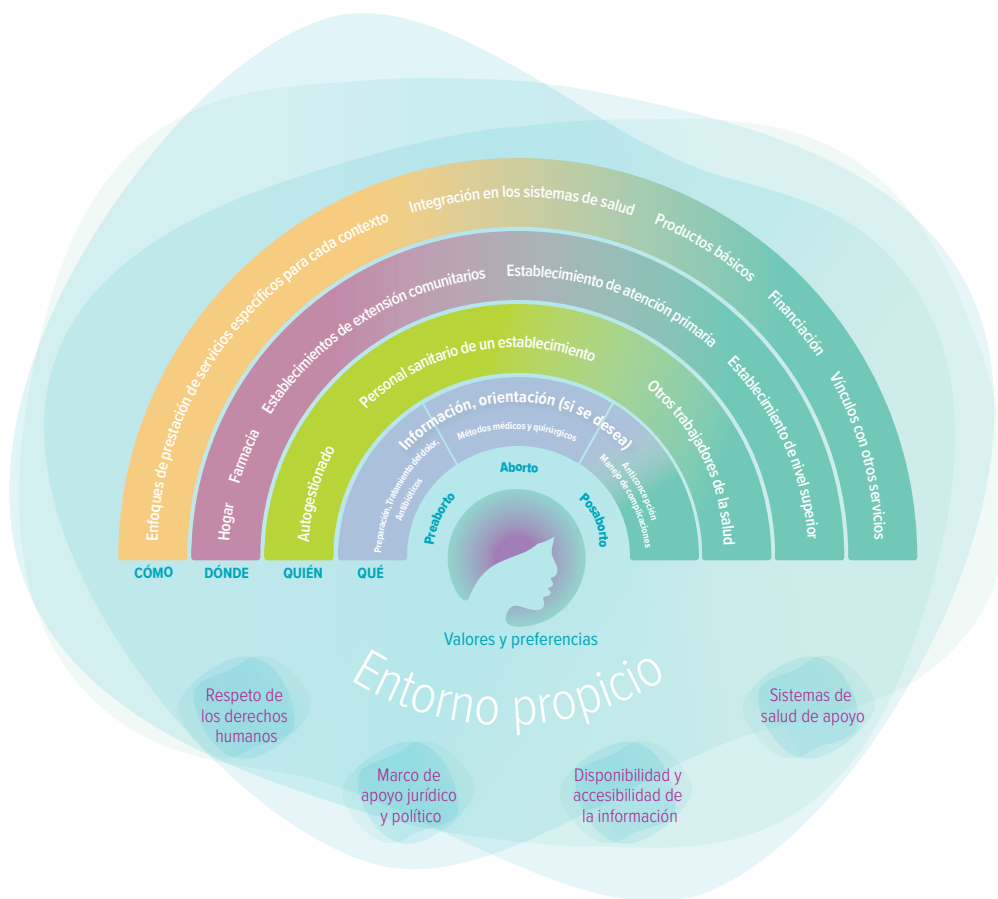 Enfoques de prestación de servicios específicos para cada contexto
Integración en los sistemas de salud
Productos básicos
Financiación
Vínculos con otros servicios
Hogar
Farmacia
Establecimientos de extensión comunitarios
Establecimiento de atención primaria
Establecimiento de nivel superior
Autogestionado
Personal sanitario de un establecimiento
Otros trabajadores de la salud
Información, orientación (si se desea)
Preparación, Tratamiento del dolor,
Antibióticos
Métodos médicos y quirúrgicos
Anticoncepción
Manejo de complicaciones
Preaborto
Aborto
Posaborto
CÓMO
DÓNDE
QUIÉN
QUÉ
Valores y preferencias
Entorno propicio
Respeto de
los derechos
humanos
Marco de
apoyo jurídico
y político
Disponibilidad y
accesibilidad de
la información
Sistemas de
salud de apoyo